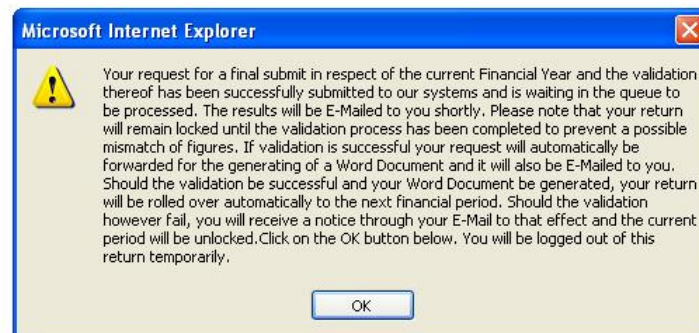 Microsoft Internet Explorer
Your request for a final submit in respect of the current Financial Year and the validation
thereof has been successfully submitted to our systems and is waiting in the queue to
be processed. The results will be E-Mailed to you shortly. Please note that your return
will remain locked until the validation process has been completed to prevent a possible
mismatch of figures. If validation is successful your request will automatically be
forwarded for the generating of a Word Document and it will also be E-Mailed to you.
Should the validation be successful and your Word Document be generated, your return
will be rolled over automatically to the next financial period. Should the validation
however fail, you will receive a notice through your E-Mail to that effect and the current
period will be unlocked.Click on the OK button below. You will be logged out of this
return temporarily.
OK